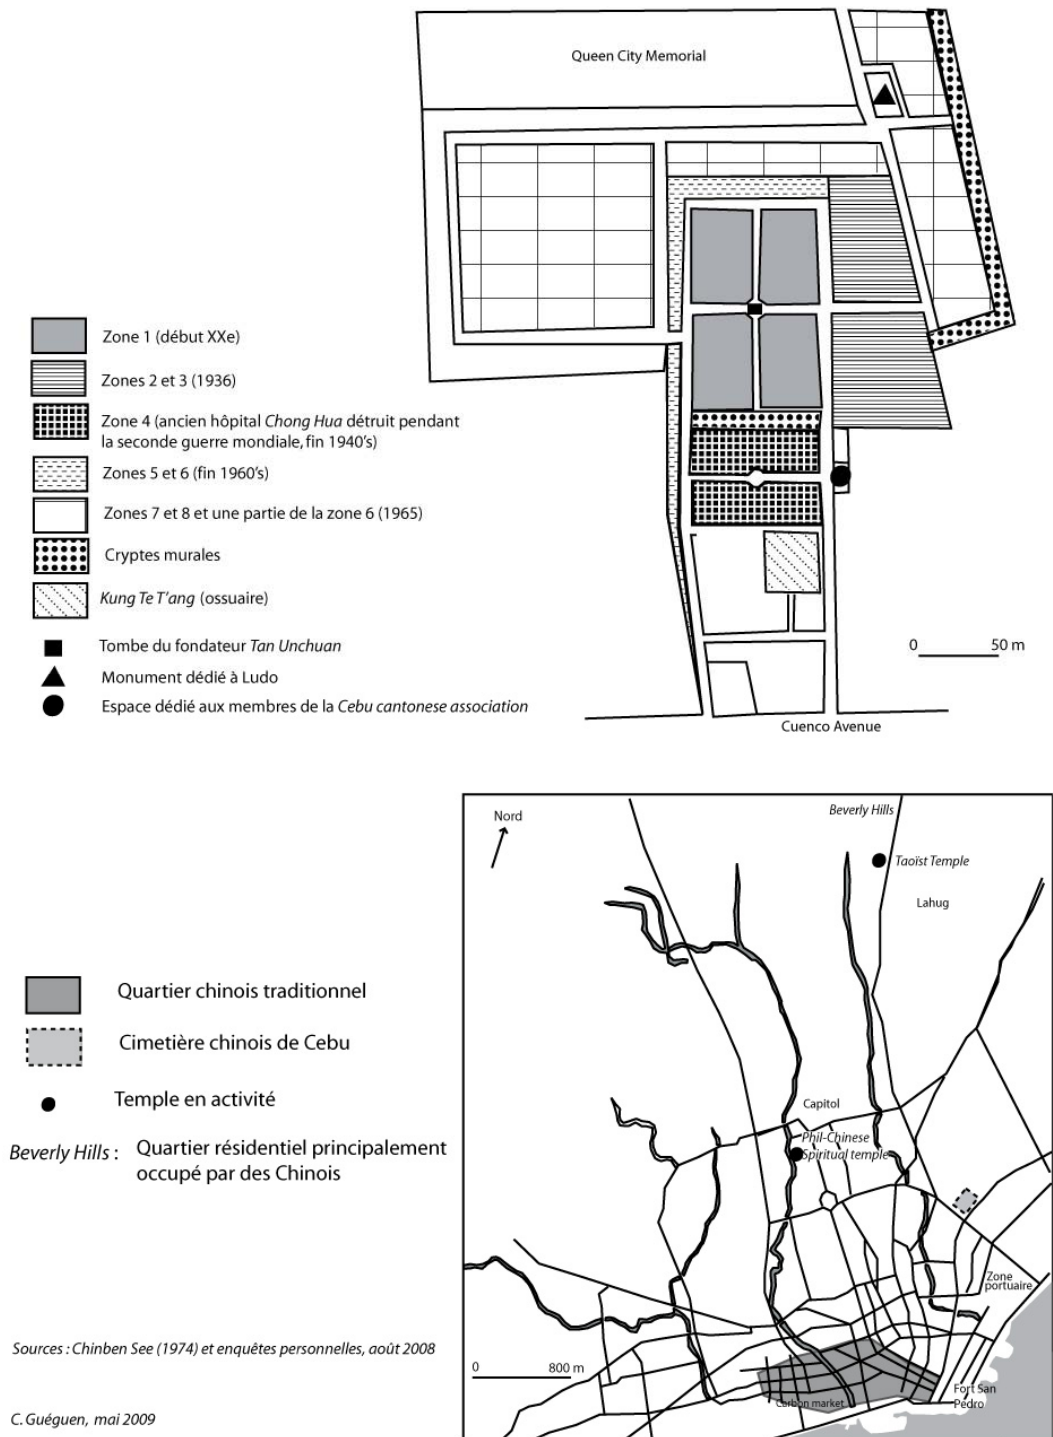 Queen City Memorial
Zone 1 (début XXe)
Zones 2 et 3 (1936)
Zone 4 (ancien hôpital Chong Hua détruit pendant
la seconde guerre mondiale, fin 1940's)
Zones 5 et 6 (fin 1960's)
Zones 7 et 8 et une partie de la zone 6 (1965)
Cryptes murales
Kung Te T'ang (ossuaire)
Tombe du fondateur Tan Unchuan
Monument dédié à Ludo
Espace dédié aux membres de la Cebu cantonese association
0 50 m
Cuenco Avenue
Nord
Beverly Hills
Taoïst Temple
Lahug
Quartier chinois traditionnel
Cimetière chinois de Cebu
Temple en activité
Beverly Hills : Quartier résidentiel principalement
occupé par des Chinois
Capitol
Phil-Chinese
Spiritual temple
Zone
portuaire
0 800 m
Fort San
Pedro
Carbon market
Sources : Chinben See (1974) et enquêtes personnelles, août 2008
C. Guéguen, mai 2009